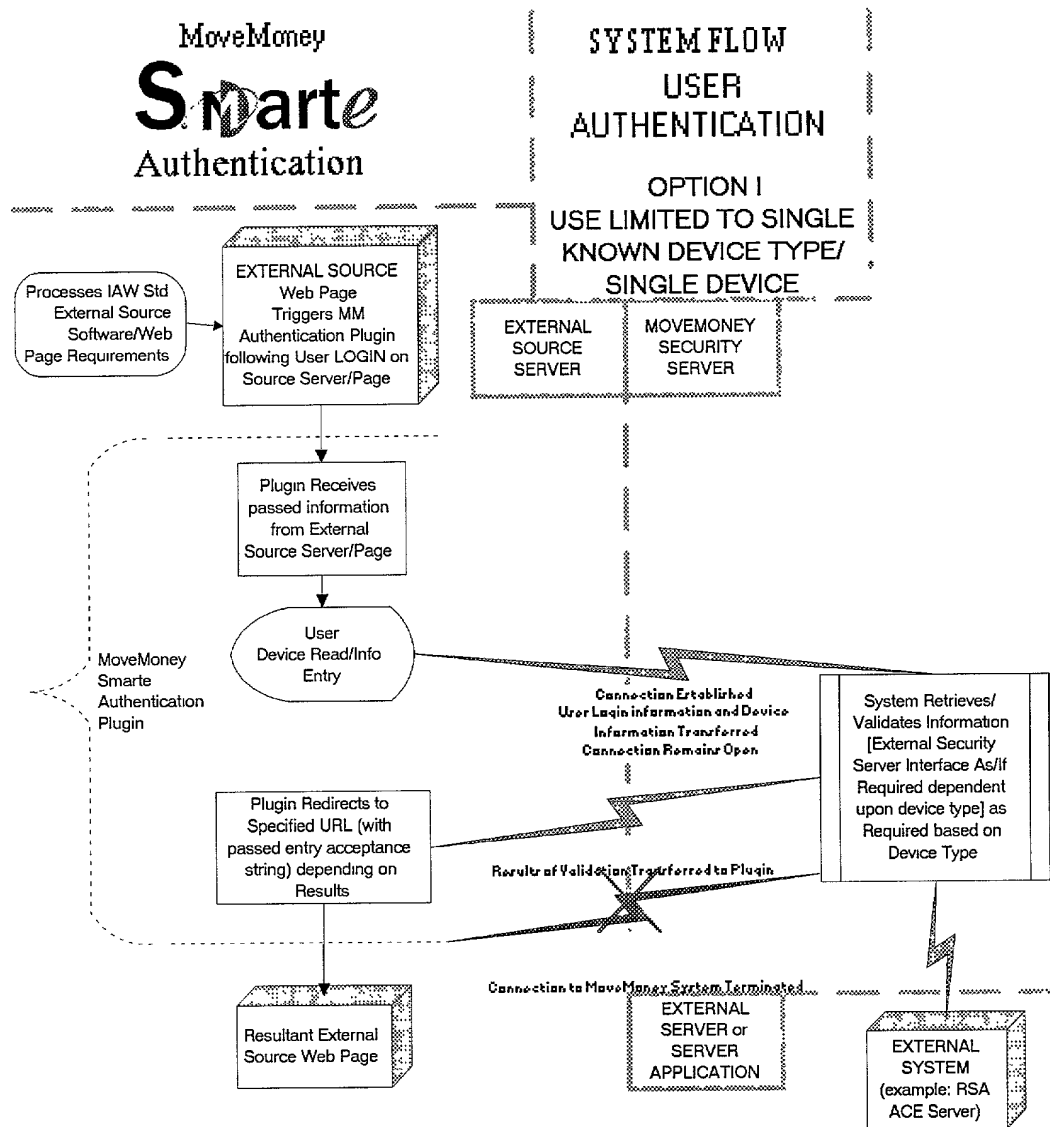 MoveMoney
Smarte
Authentication
SYSTEM FLOW
USER
AUTHENTICATION
OPTION I
USE LIMITED TO SINGLE
KNOWN DEVICE TYPE/
SINGLE DEVICE
Processes IAW Std
External Source
Software/Web
Page Requirements
EXTERNAL SOURCE
Web Page
Triggers MM
Authentication Plugin
following User LOGIN on
Source Server/Page
EXTERNAL
SOURCE
SERVER
MOVEMONEY
SECURITY
SERVER
Plugin Receives
passed information
from External
Source Server/Page
User
Device Read/Info
Entry
MoveMoney
Smarte
Authentication
Plugin
Connection Established
User Login information and Device
Information Transferred
Connection Remains Open
System Retrieves/
Validates Information
[External Security
Server Interface As/If
Required dependent
upon device type] as
Required based on
Device Type
Plugin Redirects to
Specified URL (with
passed entry acceptance
string) depending on
Results
Results of Validation Transferred to Plugin
Connection to MoveMoney System Terminated
Resultant External
Source Web Page
EXTERNAL
SERVER or
SERVER
APPLICATION
EXTERNAL
SYSTEM
(example: RSA
ACE Server)